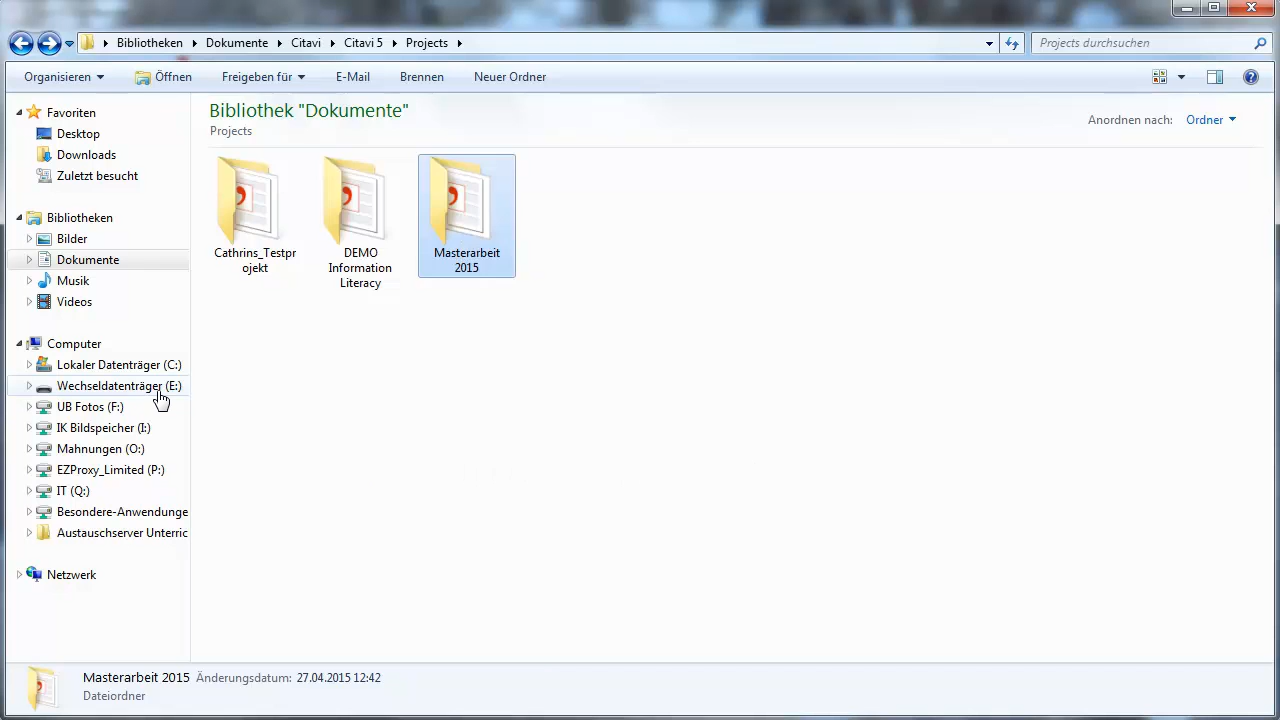 Bibliotheken Dokumente Citavi Citavi 5 Projects
Projects durchsuchen
Organisieren Öffnen Freigeben für E-Mail Brennen Neuer Ordner
Favoriten
Desktop
Downloads
Zuletzt besucht
Bibliotheken
Bilder
Dokumente
Musik
Videos
Computer
Lokaler Datenträger (C:)
Wechseldatenträger (E:)
UB Fotos (F:)
IK Bildspeicher (I:)
Mahnungen (O:)
EZProxy_Limited (P:)
IT (Q:)
Besondere-Anwendunge
Austauschserver Unterric
Netzwerk
Bibliothek "Dokumente"
Projects
Anordnen nach: Ordner
Cathrins_Testpr
ojekt
DEMO
Information
Literacy
Masterarbeit
2015
Masterarbeit 2015 Änderungsdatum: 27.04.2015 12:42
Dateiordner